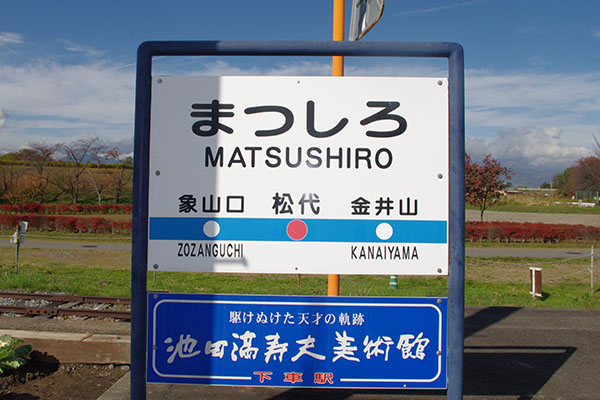 まつしろ
MATSUSHIRO
象山口 松代 金井山
ZOZANGUCHI KANAIYAMA
駆けぬけた天才の軌跡
池田満寿夫美術館
下車駅